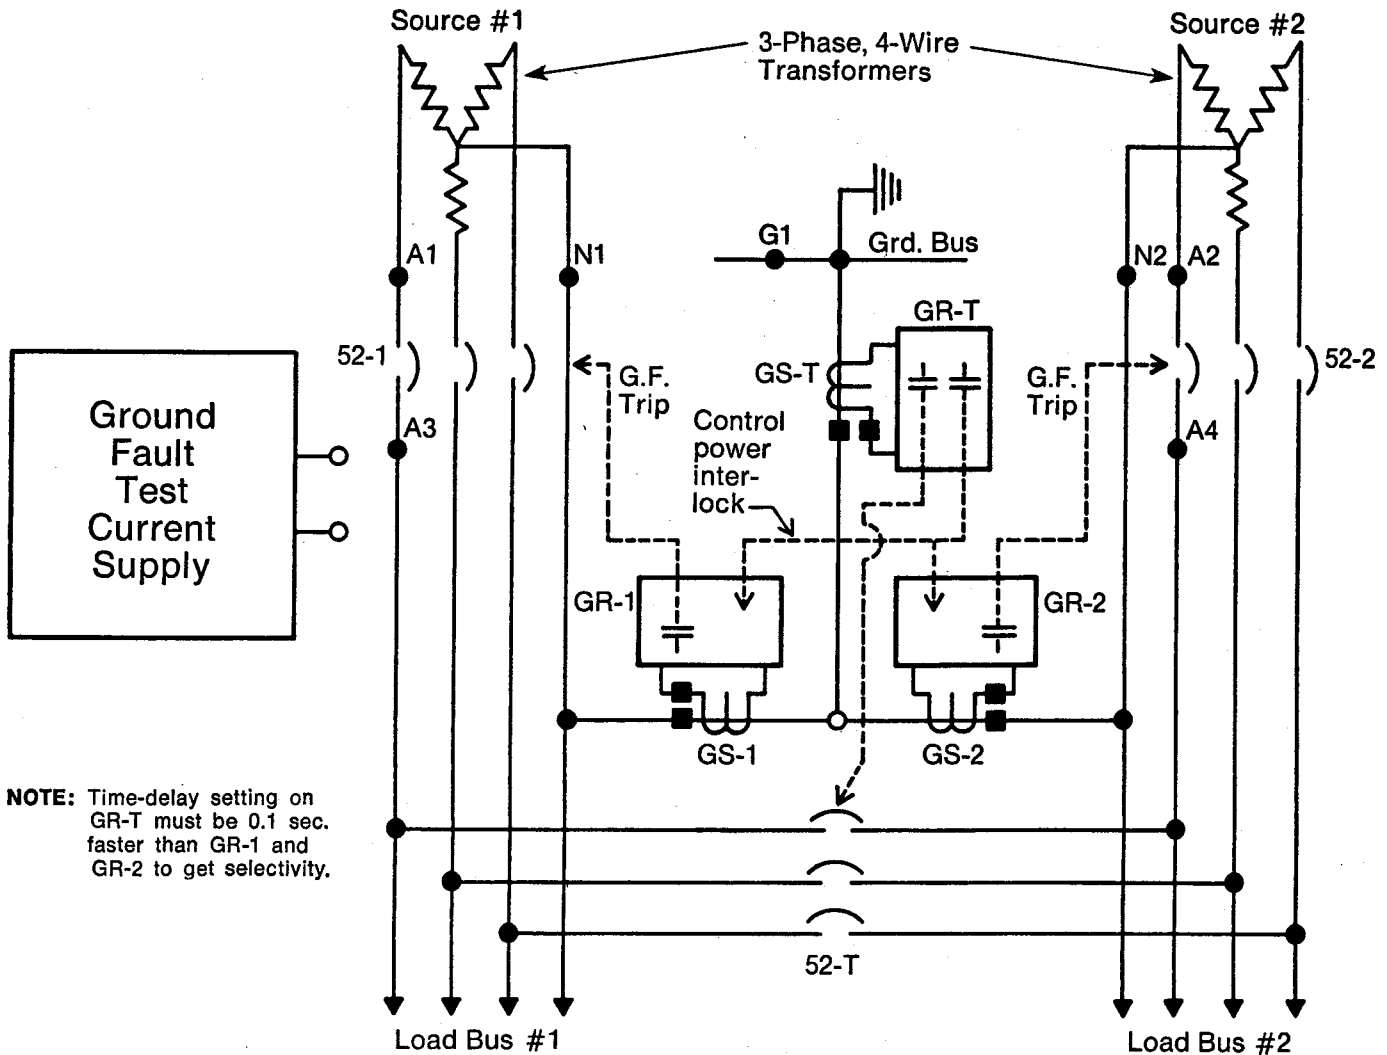 Source #1
3-Phase, 4-Wire
Transformers
Source #2
G1
Grd. Bus
A1
N1
N2
A2
GR-T
52-1
G.F.
Trip
GS-T
G.F.
Trip
52-2
Ground
Fault
Test
Current
Supply
A3
Control
power
inter-
lock
A4
GR-1
GR-2
GS-1
GS-2
NOTE: Time-delay setting on
GR-T must be 0.1 sec.
faster than GR-1 and
GR-2 to get selectivity.
52-T
Load Bus #1
Load Bus #2